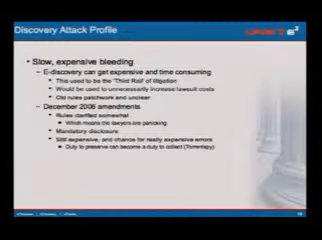 Discovery Attack Profile
• Slow, expensive bleeding
– E-discovery can get expensive and time consuming
• This used to be the 'Third Rail' of litigation
• Would be used to unnecessarily increase lawsuit costs
• Old rules patchwork and unclear
– December 2006 amendments
• Rules clarified somewhat
• Which means the lawyers are panicking
• Mandatory disclosure
• Still expensive, and chance for really expensive errors
• Duty to preserve can become a duty to collect (Torrentspy)